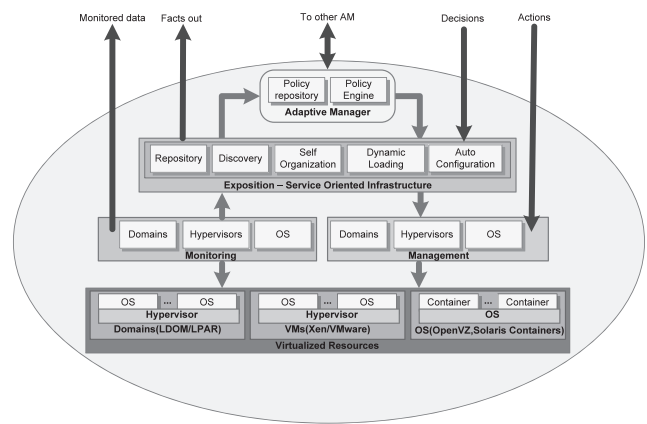 Monitored data
Facts out
To other AM
Decisions
Actions
Policy
repository
Policy
Engine
Adaptive Manager
Repository
Discovery
Self
Organization
Dynamic
Loading
Auto
Configuration
Exposition – Service Oriented Infrastructure
Domains
Hypervisors
OS
Monitoring
Domains
Hypervisors
OS
Management
OS ... OS
Hypervisor
Domains(LDOM/LPAR)
OS ... OS
Hypervisor
VMs(Xen/VMware)
Container ... Container
OS
OS(OpenVZ,Solaris Containers)
Virtualized Resources